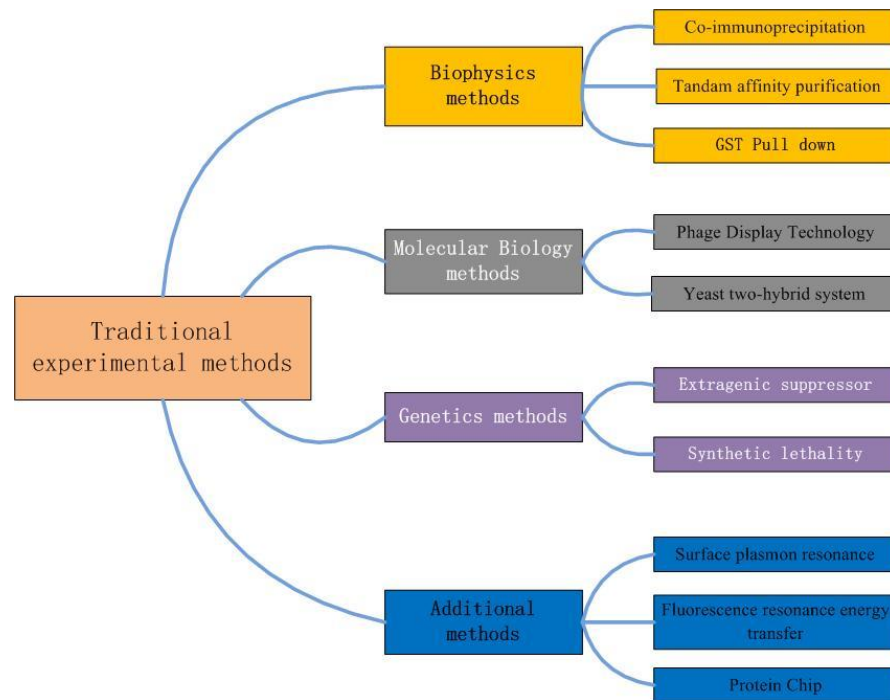 Traditional
experimental methods
Biophysics
methods
Co-immunoprecipitation
Tandam affinity purification
GST Pull down
Molecular Biology
methods
Phage Display Technology
Yeast two-hybrid system
Genetics methods
Extragenic suppressor
Synthetic lethality
Additional
methods
Surface plasmon resonance
Fluorescence resonance energy
transfer
Protein Chip